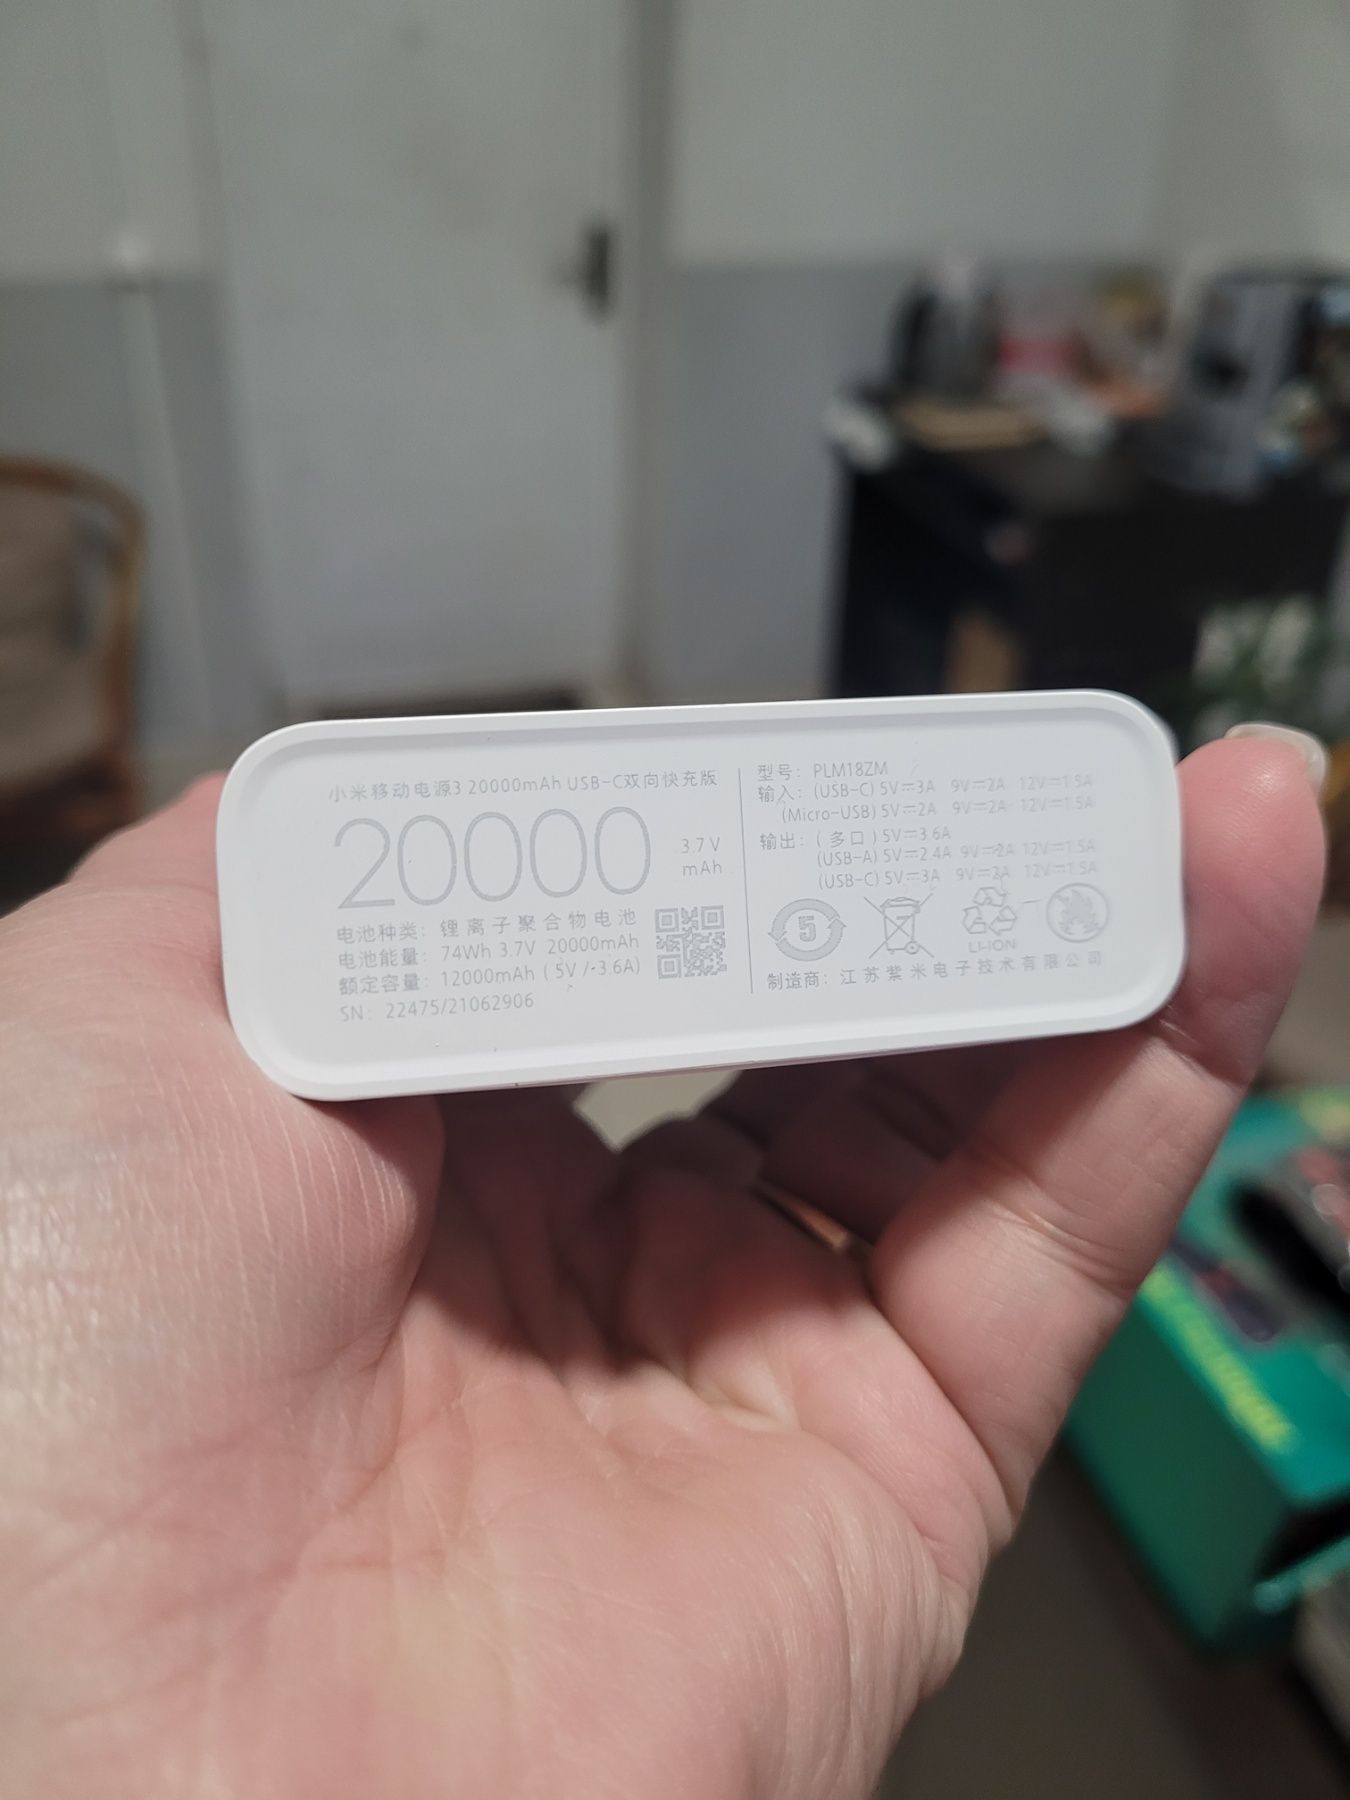 小米移动电源3 20000mAh USB-C双向快充版
20000 3.7V
mAh
电池种类：锂离子聚合物电池
电池能量：74Wh 3.7V 20000mAh
额定容量：12000mAh ( 5V /⎓3.6A)
SN：22475/21062906
型号：PLM18ZM
输入：(USB-C) 5V⎓3A 9V⎓2A 12V⎓1.5A
(Micro-USB) 5V⎓2A 9V⎓2A 12V⎓1.5A
输出：( 多口 ) 5V⎓3.6A
(USB-A) 5V⎓2.4A 9V⎓2A 12V⎓1.5A
(USB-C) 5V⎓3A 9V⎓2A 12V⎓1.5A
5
LI-ION
制造商：江苏紫米电子技术有限公司